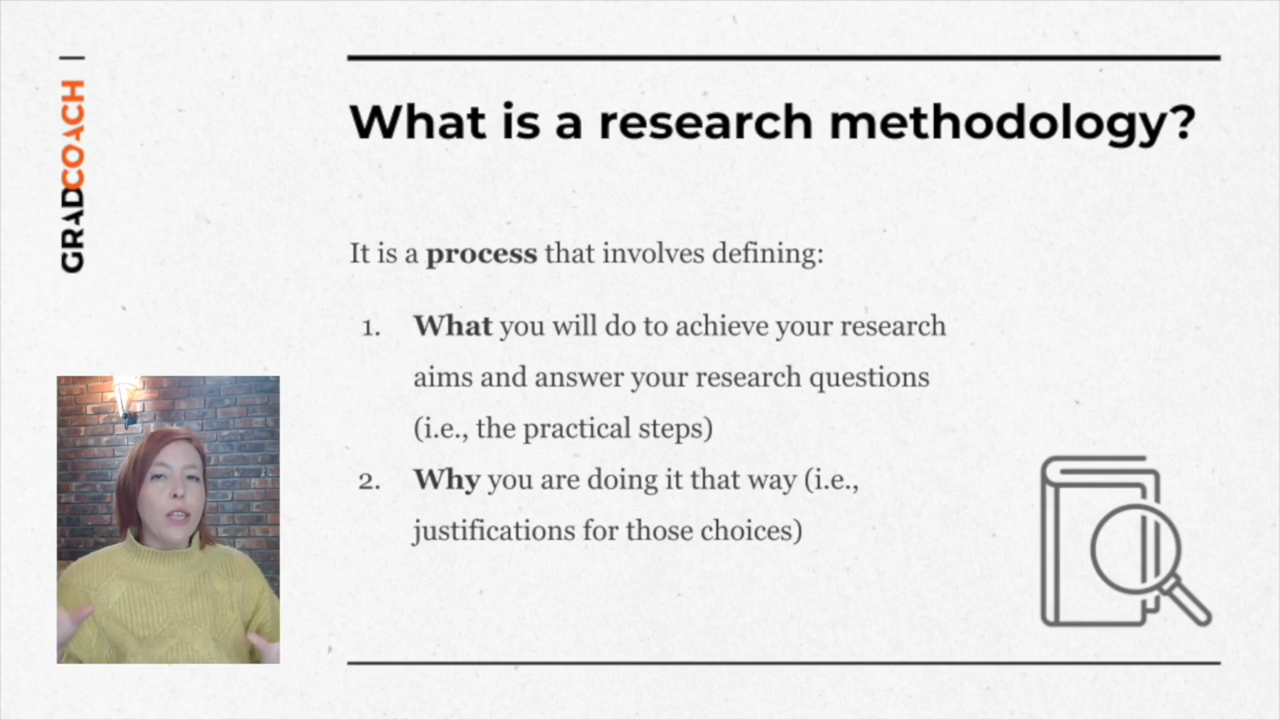 GRADCOACH
What is a research methodology?
It is a process that involves defining:
1. What you will do to achieve your research
aims and answer your research questions
(i.e., the practical steps)
2. Why you are doing it that way (i.e.,
justifications for those choices)